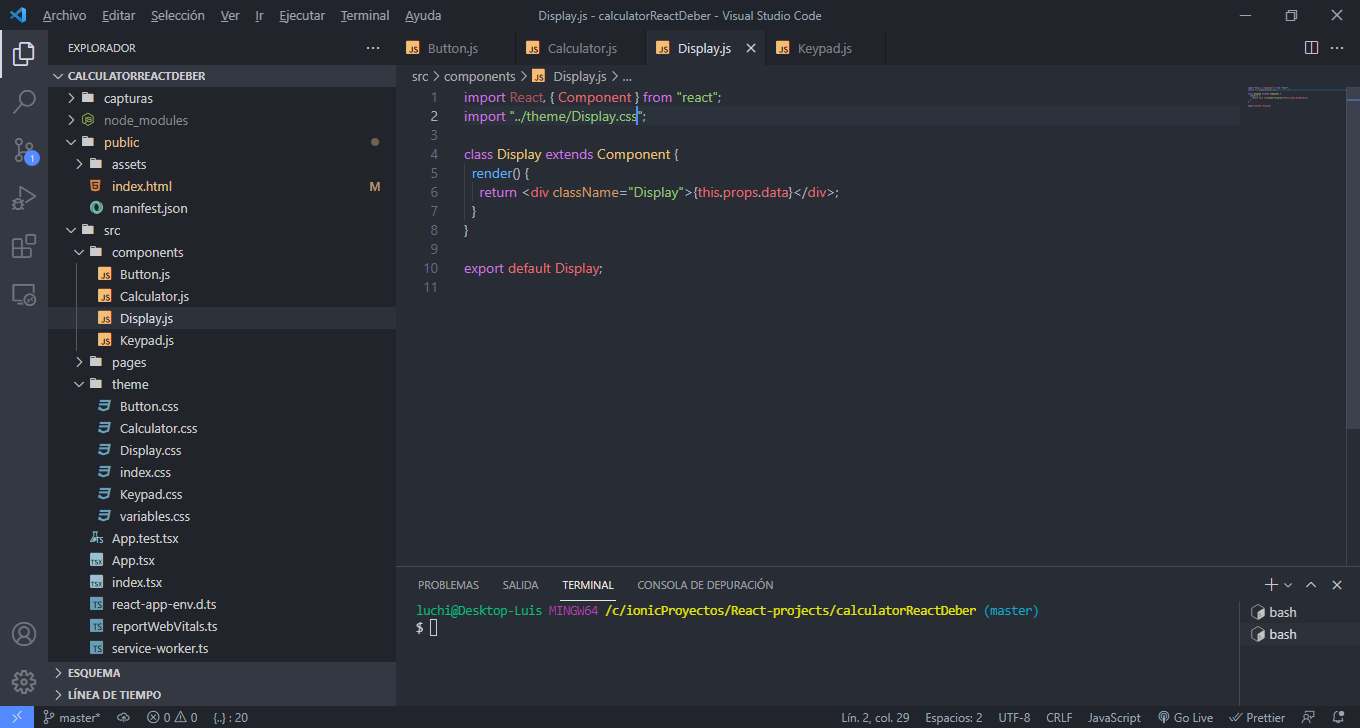 Archivo Editar Selección Ver Ir Ejecutar Terminal Ayuda Display.js - calculatorReactDeber - Visual Studio Code
EXPLORADOR
CALCULATORREACTDEBER
capturas
node_modules
public
assets
index.html M
manifest.json
src
components
Button.js
Calculator.js
Display.js
Keypad.js
pages
theme
Button.css
Calculator.css
Display.css
index.css
Keypad.css
variables.css
App.test.tsx
App.tsx
index.tsx
react-app-env.d.ts
reportWebVitals.ts
service-worker.ts
ESQUEMA
LÍNEA DE TIEMPO
1
JS Button.js JS Calculator.js JS Display.js JS Keypad.js
src > components > JS Display.js > ...
1 import React, { Component } from "react";
2 import "../theme/Display.css";
3
4 class Display extends Component {
5 render() {
6 return <div className="Display">{this.props.data}</div>;
7 }
8 }
9
10 export default Display;
11
PROBLEMAS SALIDA TERMINAL CONSOLA DE DEPURACIÓN
luchi@Desktop-Luis MINGW64 /c/ionicProyectos/React-projects/calculatorReactDeber (master)
$
bash
bash
master* 0 0 {..} : 20 Lín. 2, col. 29 Espacios: 2 UTF-8 CRLF JavaScript Go Live Prettier